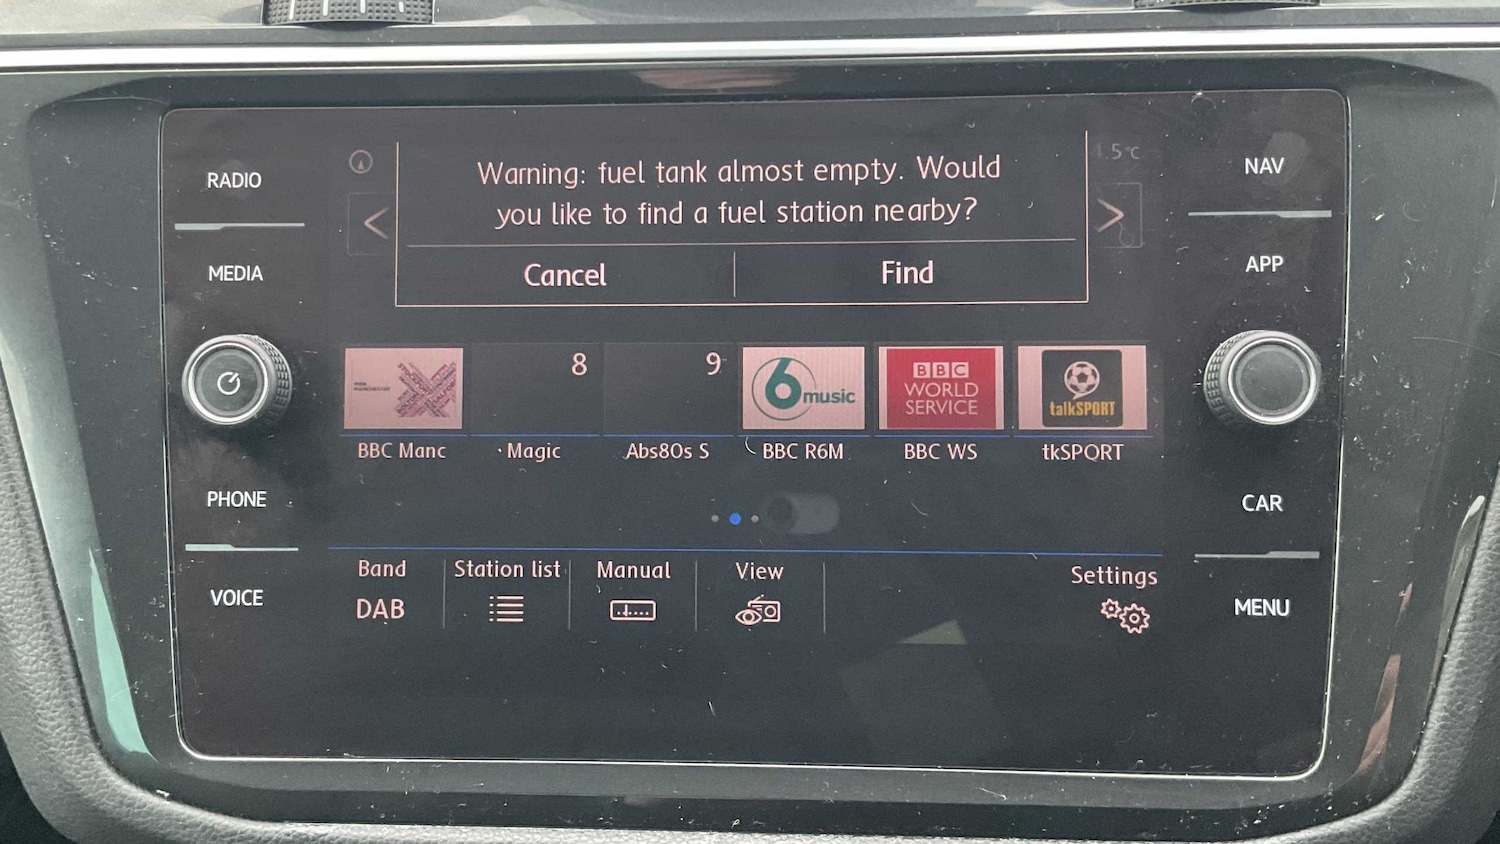 RADIO
MEDIA
PHONE
VOICE
Warning: fuel tank almost empty. Would
you like to find a fuel station nearby?
Cancel
Find
.5°C
8
9
6 music
BBC
WORLD
SERVICE
talkSPORT
BBC Manc
Magic
Abs80s S
BBC R6M
BBC WS
tkSPORT
Band
DAB
Station list
Manual
View
Settings
NAV
APP
CAR
MENU